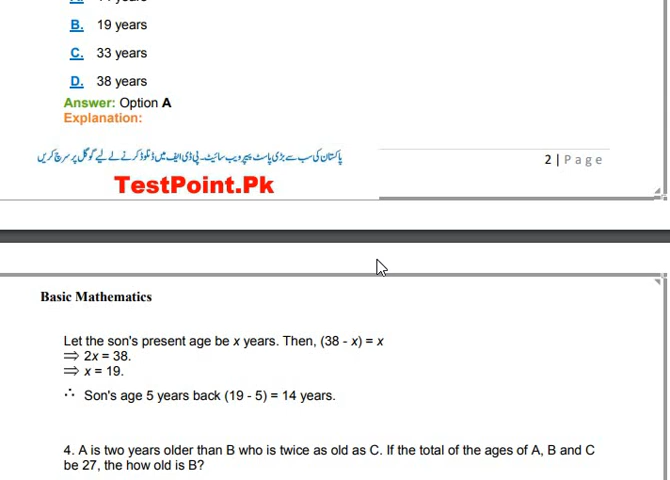 B. 19 years
C. 33 years
D. 38 years
Answer: Option A
Explanation:
پاکستان کی سب سے بڑی پاسٹ پیپر ویب سائیٹ۔ پی ڈی ایف میں ڈنلوڈ کرنے لے لیے گوگل پر سرچ کریں
2 | Page
TestPoint.Pk
Basic Mathematics
Let the son's present age be x years. Then, (38 - x) = x
⇒ 2x = 38.
⇒ x = 19.
∴ Son's age 5 years back (19 - 5) = 14 years.
4. A is two years older than B who is twice as old as C. If the total of the ages of A, B and C
be 27, the how old is B?